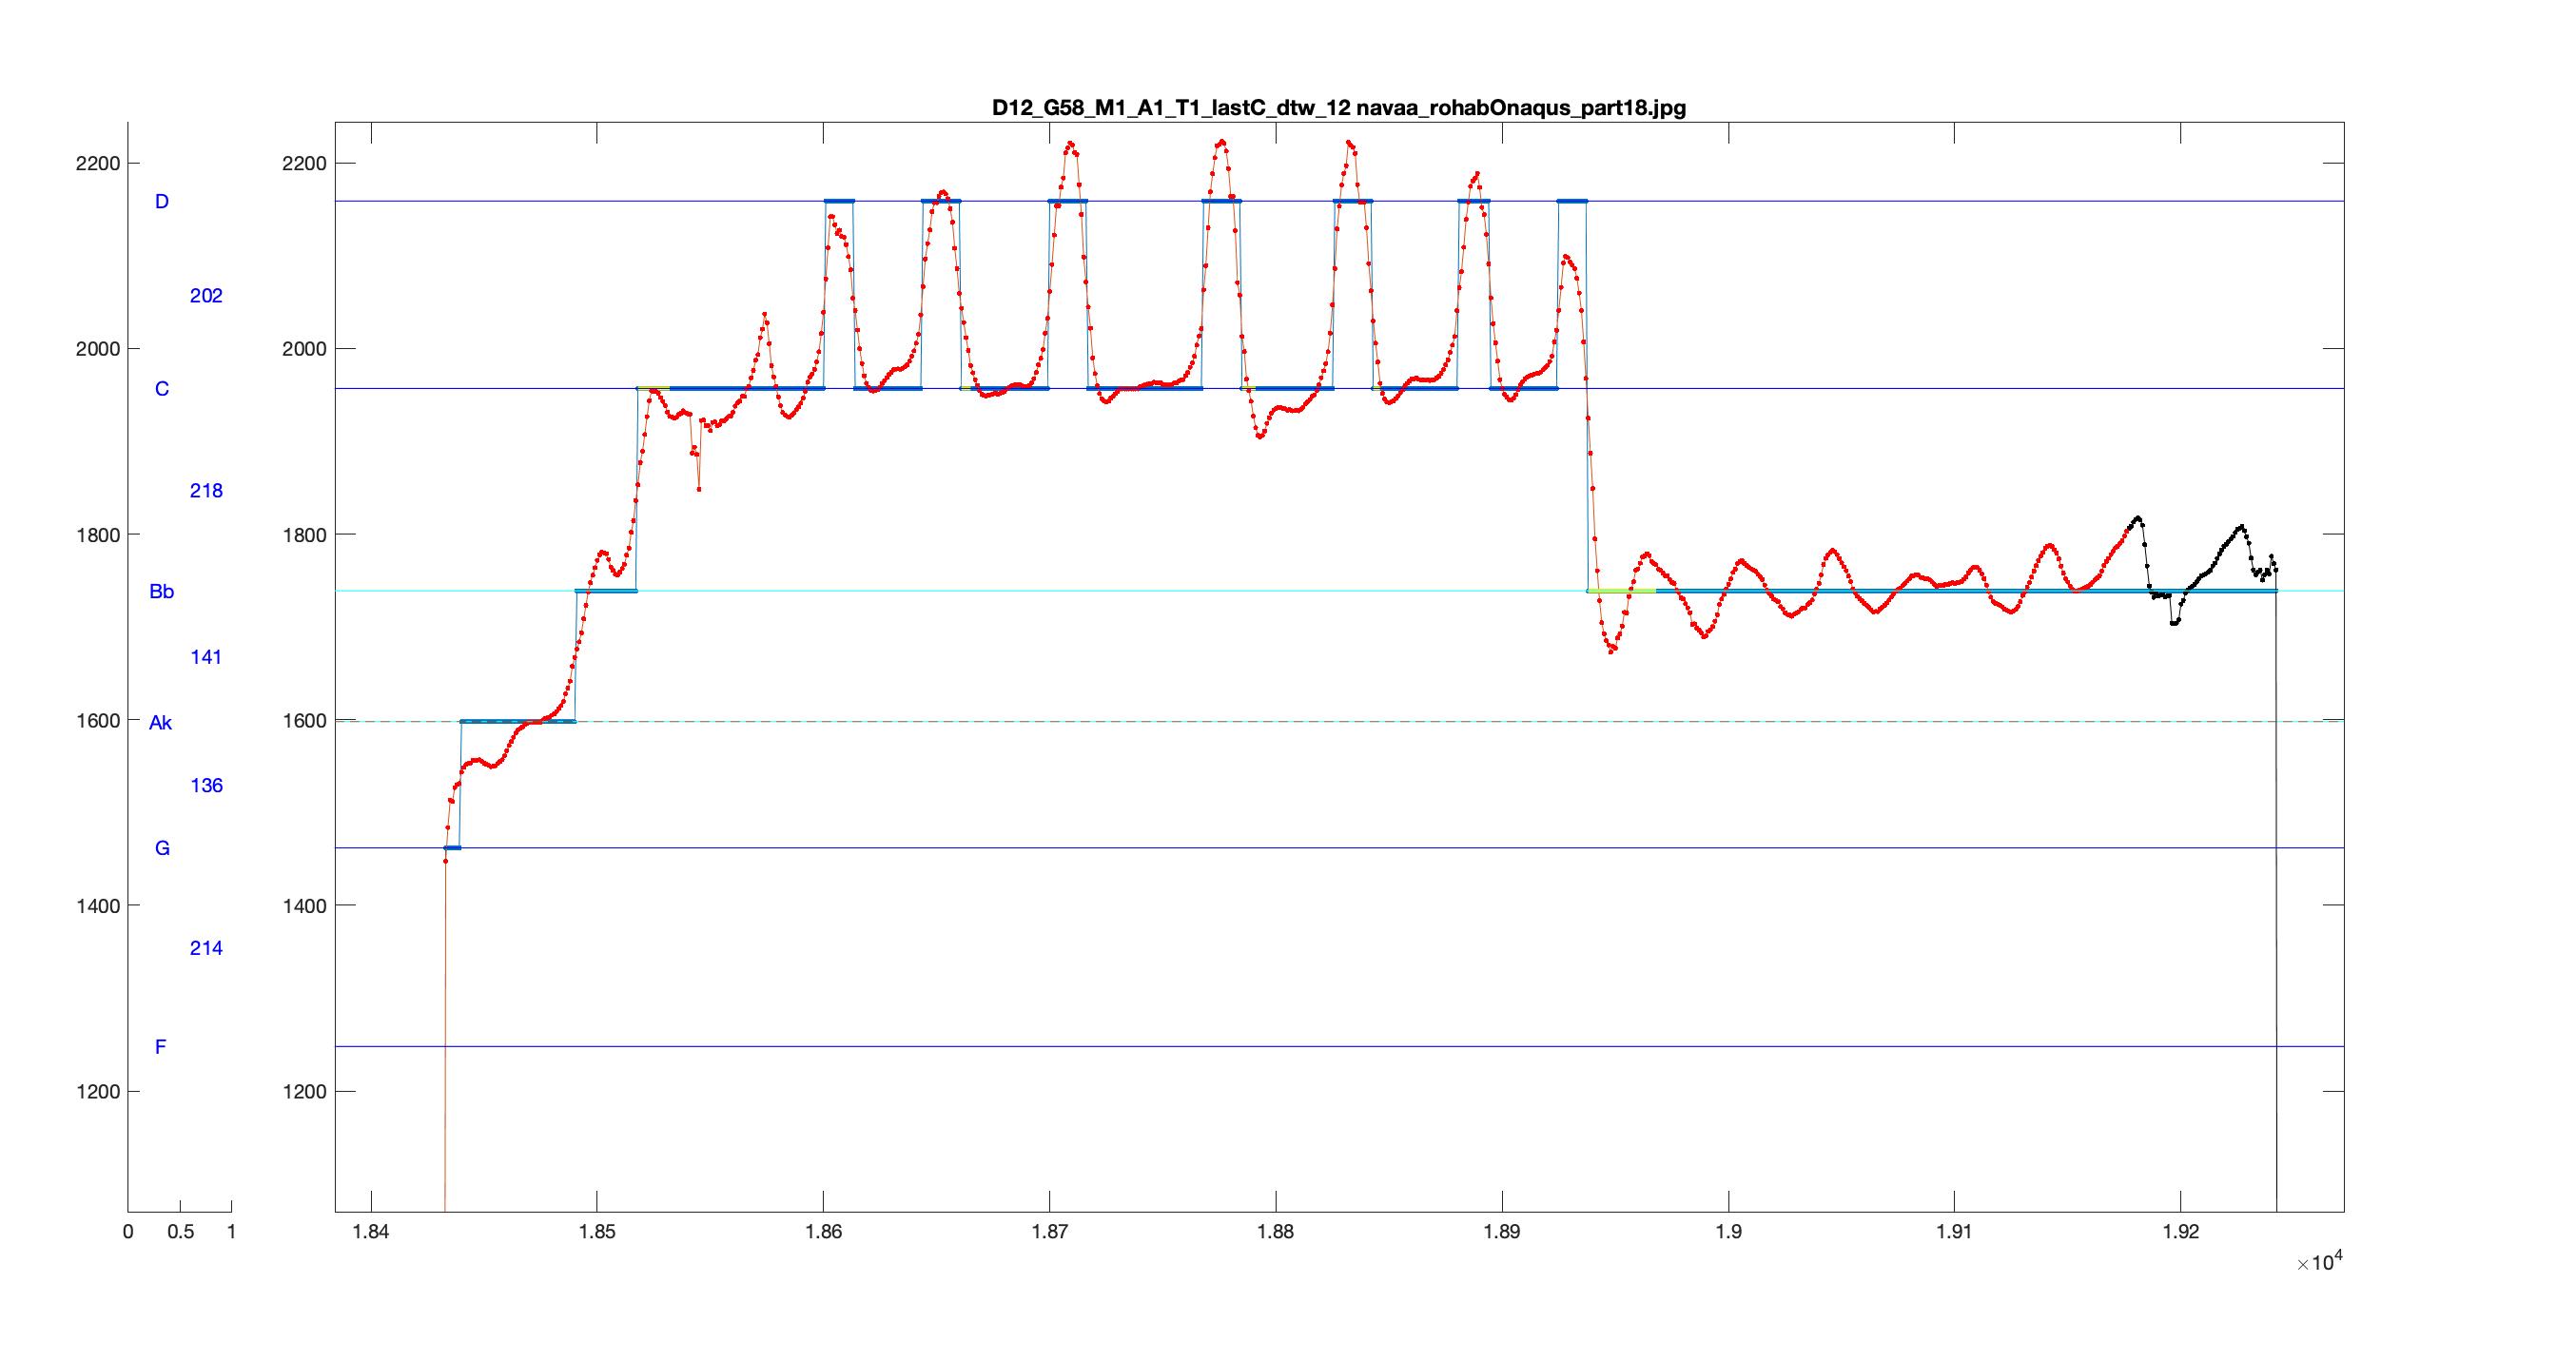 D12_G58_M1_A1_T1_lastC_dtw_12 navaa_rohabOnaqus_part18.jpg
2200 2200
D
202
2000 2000
C
218
1800 1800
Bb
141
1600 Ak 1600
136
G
1400 1400
214
F
1200 1200
0 0.5 1 1.84 1.85 1.86 1.87 1.88 1.89 1.9 1.91 1.92
×10^4